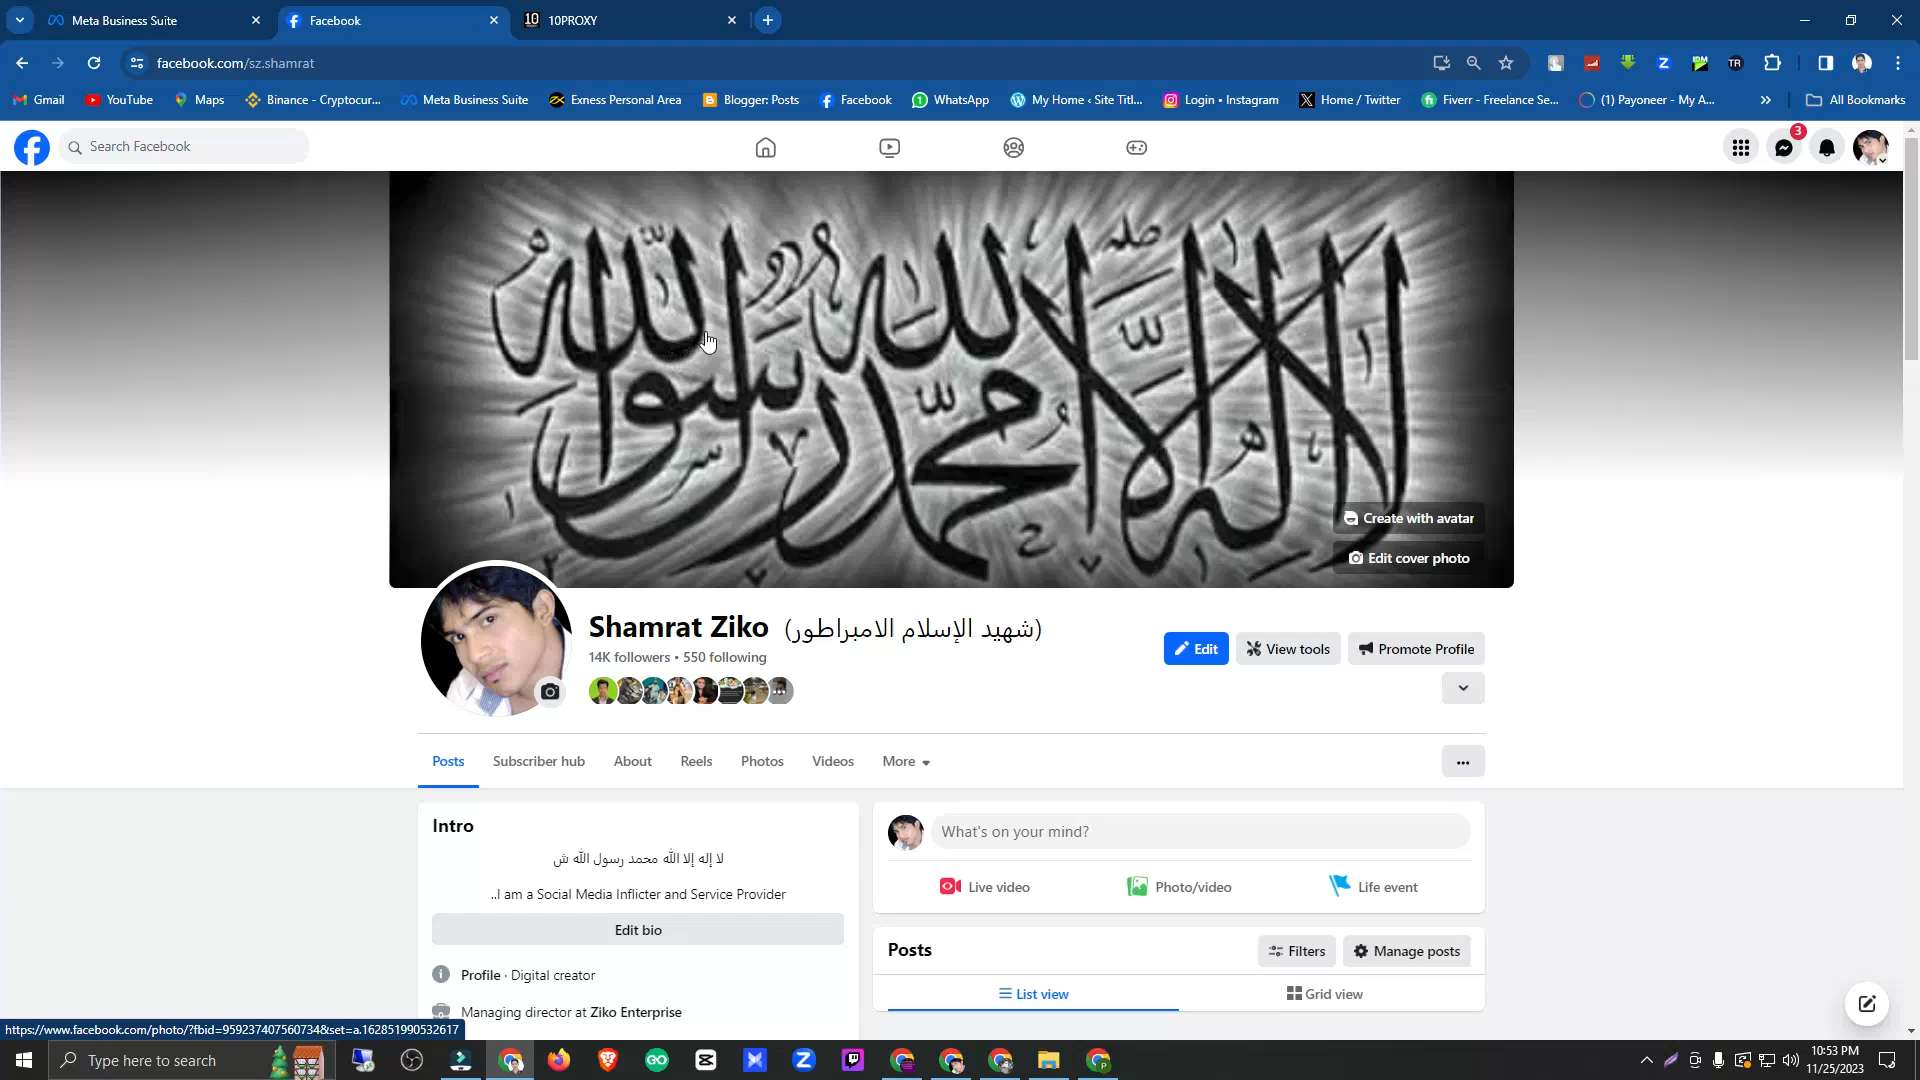 Meta Business Suite
Facebook
10PROXY
facebook.com/sz.shamrat
Gmail
YouTube
Maps
Binance - Cryptocur...
Meta Business Suite
Exness Personal Area
Blogger: Posts
Facebook
WhatsApp
My Home ‹ Site Titl...
Login • Instagram
Home / Twitter
Fiverr - Freelance Se...
(1) Payoneer - My A...
All Bookmarks
Search Facebook
3
لا إله إلا الله محمد رسول الله
Create with avatar
Edit cover photo
Shamrat Ziko (شهيد الإسلام الامبراطور)
14K followers • 550 following
Edit
View tools
Promote Profile
Posts
Subscriber hub
About
Reels
Photos
Videos
More
Intro
لا إله إلا الله محمد رسول الله ش
..I am a Social Media Inflicter and Service Provider
Edit bio
Profile · Digital creator
Managing director at Ziko Enterprise
What's on your mind?
Live video
Photo/video
Life event
Posts
Filters
Manage posts
List view
Grid view
https://www.facebook.com/photo/?fbid=959237407560734&set=a.162851990532617
Type here to search
10:53 PM
11/25/2023